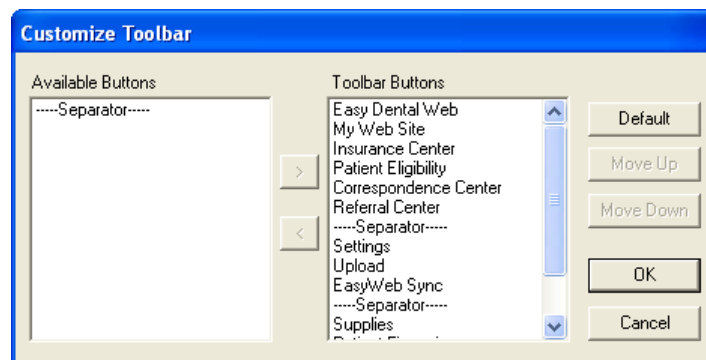 Customize Toolbar
Available Buttons
-----Separator-----
>
<
Toolbar Buttons
Easy Dental Web
My Web Site
Insurance Center
Patient Eligibility
Correspondence Center
Referral Center
-----Separator-----
Settings
Upload
EasyWeb Sync
-----Separator-----
Supplies
Default
Move Up
Move Down
OK
Cancel